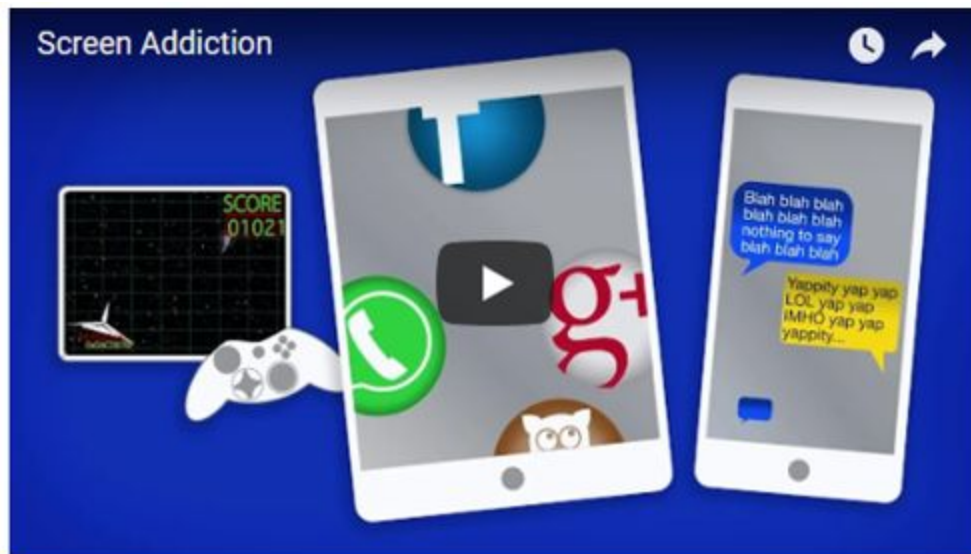 Screen Addiction
SCORE
01021
T
g+
Blah blah blah
blah blah blah
nothing to say
blah blah blah
Yappity yap yap
LOL yap yap
IMHO yap yap
yappity...